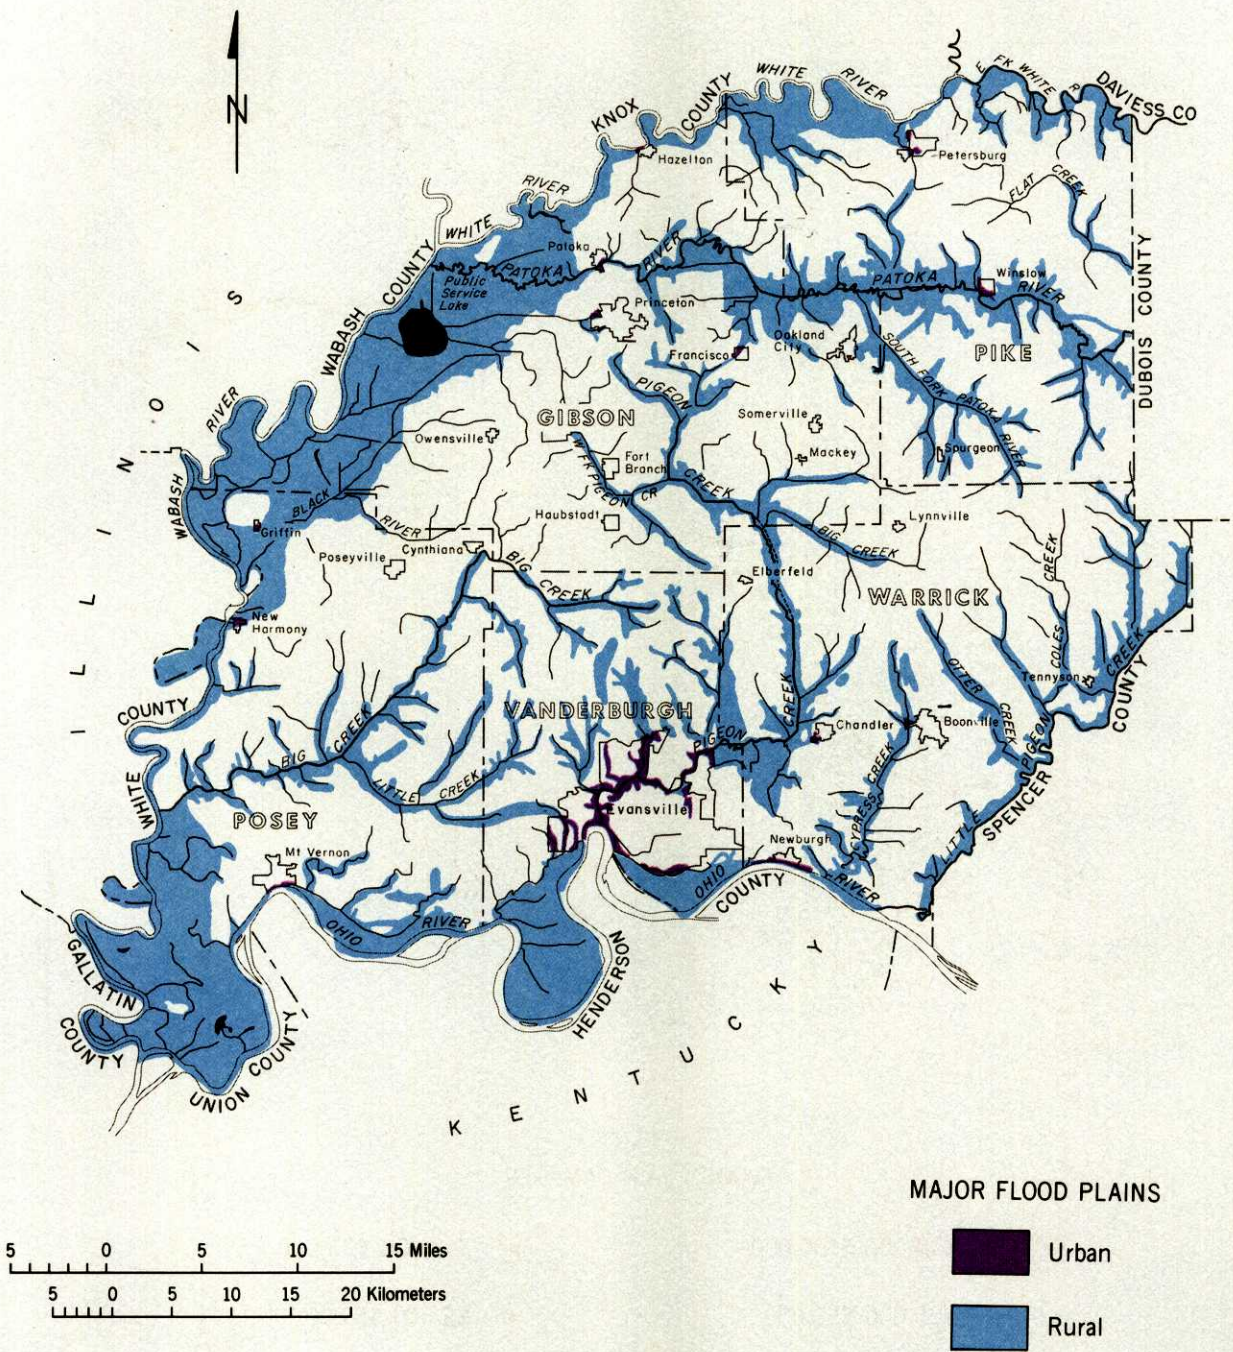 N
KNOX COUNTY
WHITE RIVER
E FK WHITE R
DAVIESS CO
Hazelton
Petersburg
FLAT CREEK
WHITE RIVER
Patoka
PATOKA RIVER
Public
Service
Lake
WABASH COUNTY
Princeton
PATOKA RIVER
Winslow
DUBOIS COUNTY
Francisco
Oakland
City
PIKE
SOUTH FORK PATOKA RIVER
ILLINOIS
WABASH RIVER
PIGEON CREEK
GIBSON
Somerville
Owensville
Fort
Branch
Mackey
Spurgeon
W FK PIGEON CR
BLACK RIVER
Griffin
Haubstadt
Lynnville
Poseyville
Cynthiana
BIG CREEK
BIG CREEK
Elberfeld
WARRICK
New
Harmony
COLES CREEK
OTTER CREEK
Tennyson
WHITE COUNTY
VANDERBURGH
PIGEON CREEK
Chandler
Boonville
BIG CREEK
LITTLE CREEK
CYPRESS CREEK
LITTLE PIGEON CREEK
SPENCER COUNTY
POSEY
Evansville
Mt Vernon
Newburgh
OHIO RIVER
OHIO RIVER
HENDERSON COUNTY
GALLATIN COUNTY
UNION COUNTY
KENTUCKY
MAJOR FLOOD PLAINS
Urban
Rural
5 0 5 10 15 Miles
5 0 5 10 15 20 Kilometers